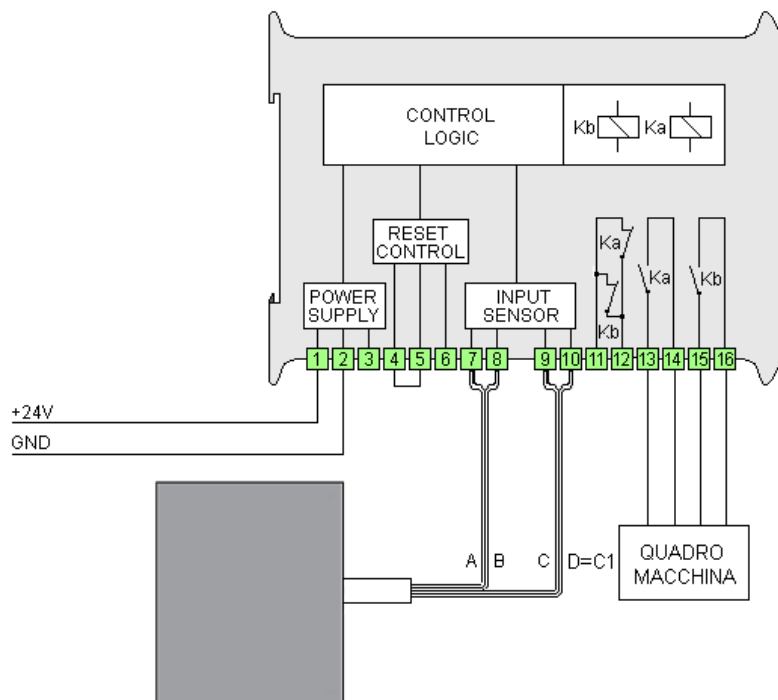 CONTROL
LOGIC
Kb
Ka
RESET
CONTROL
Ka
Ka
Kb
POWER
SUPPLY
INPUT
SENSOR
Kb
1 2 3 4 5 6 7 8 9 10 11 12 13 14 15 16
+24V
GND
A B C D=C1
QUADRO
MACCHINA